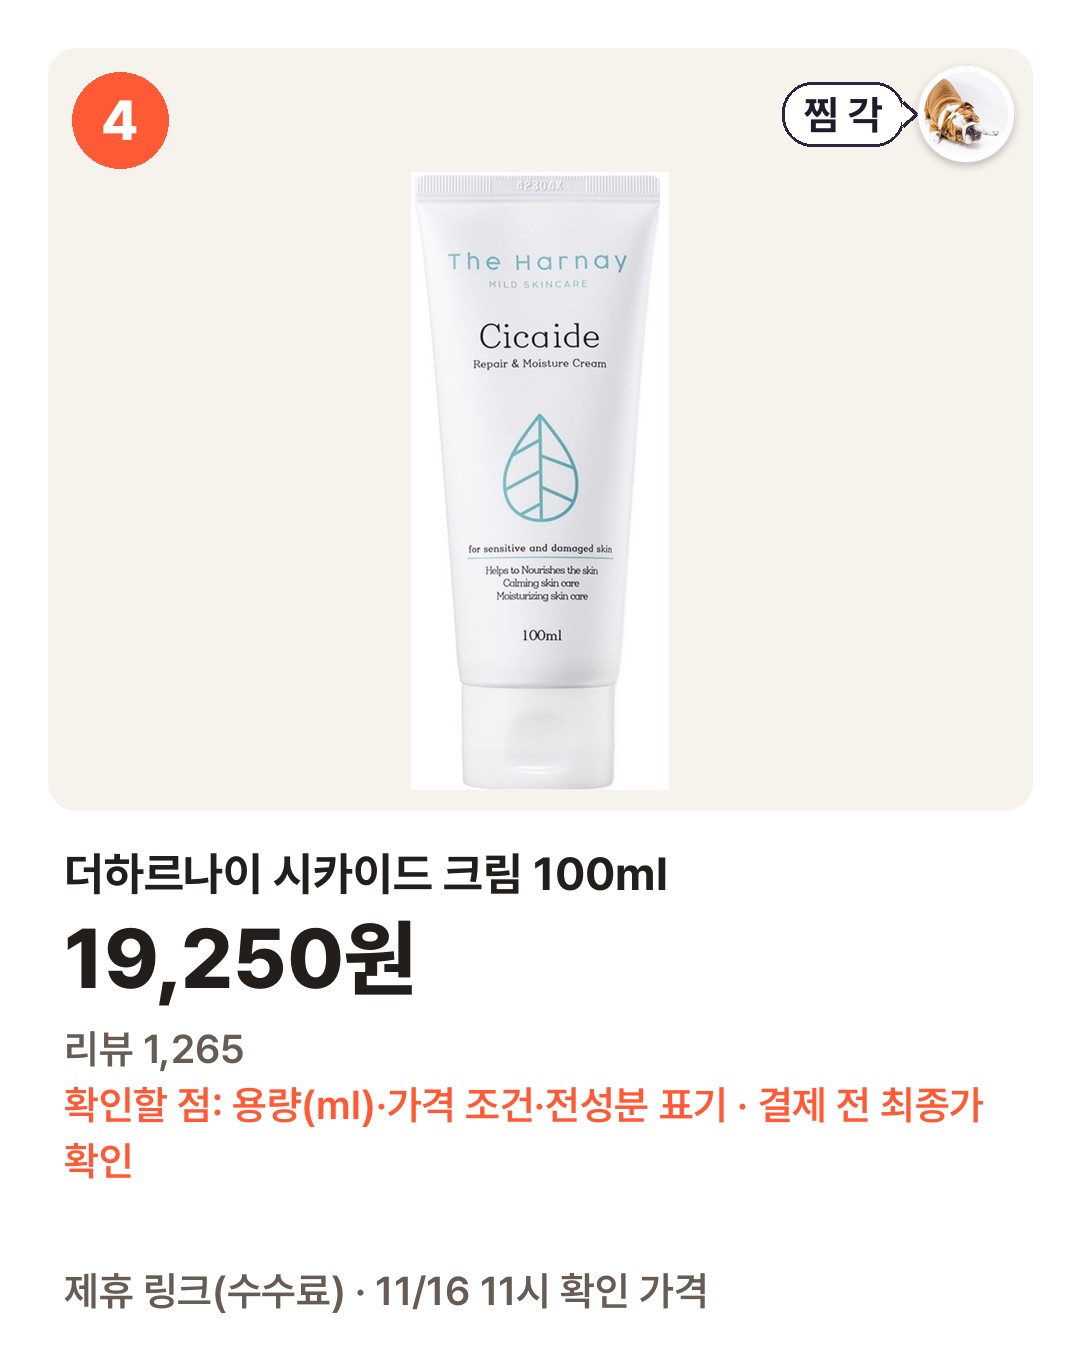 4
찜 각
42304X
The Harnay
MILD SKINCARE
Cicaide
Repair & Moisture Cream
for sensitive and damaged skin
Helps to Nourishes the skin
Calming skin care
Moisturizing skin care
100ml
더하르나이 시카이드 크림 100ml
19,250원
리뷰 1,265
확인할 점: 용량(ml)·가격 조건·전성분 표기 · 결제 전 최종가
확인
제휴 링크(수수료) · 11/16 11시 확인 가격